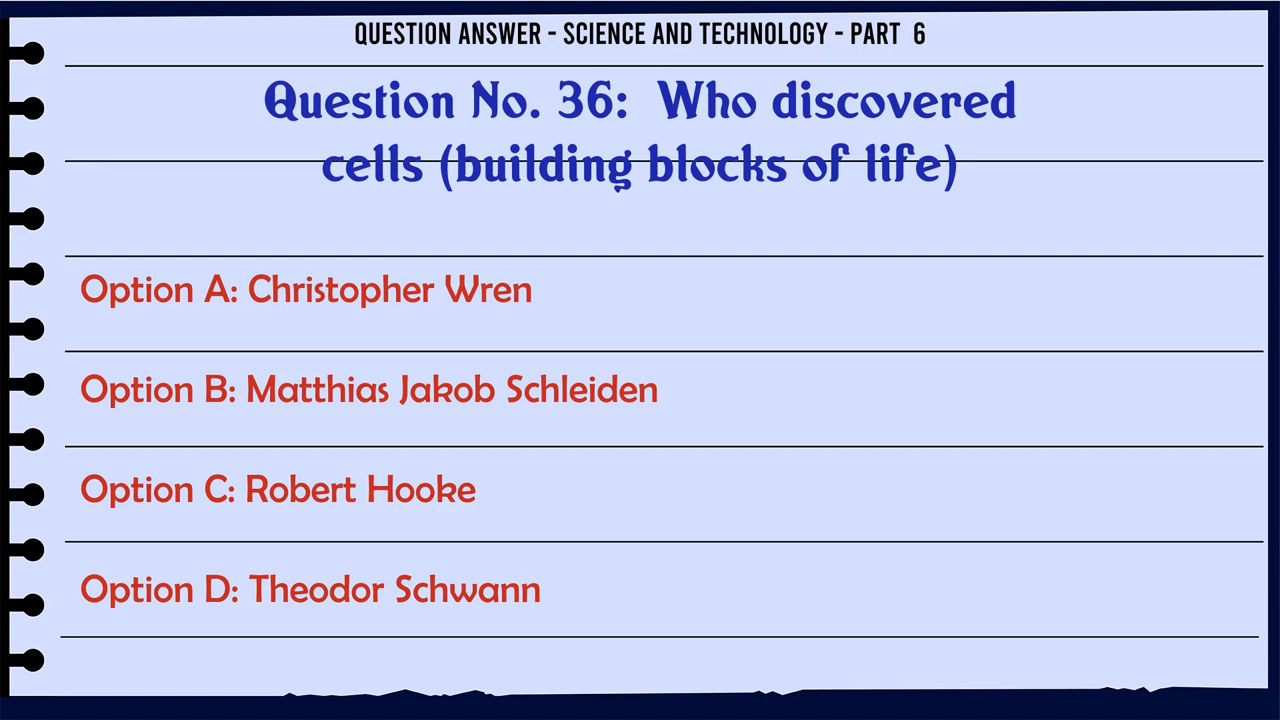 QUESTION ANSWER - SCIENCE AND TECHNOLOGY - PART 6
Question No. 36: Who discovered
cells (building blocks of life)
Option A: Christopher Wren
Option B: Matthias Jakob Schleiden
Option C: Robert Hooke
Option D: Theodor Schwann